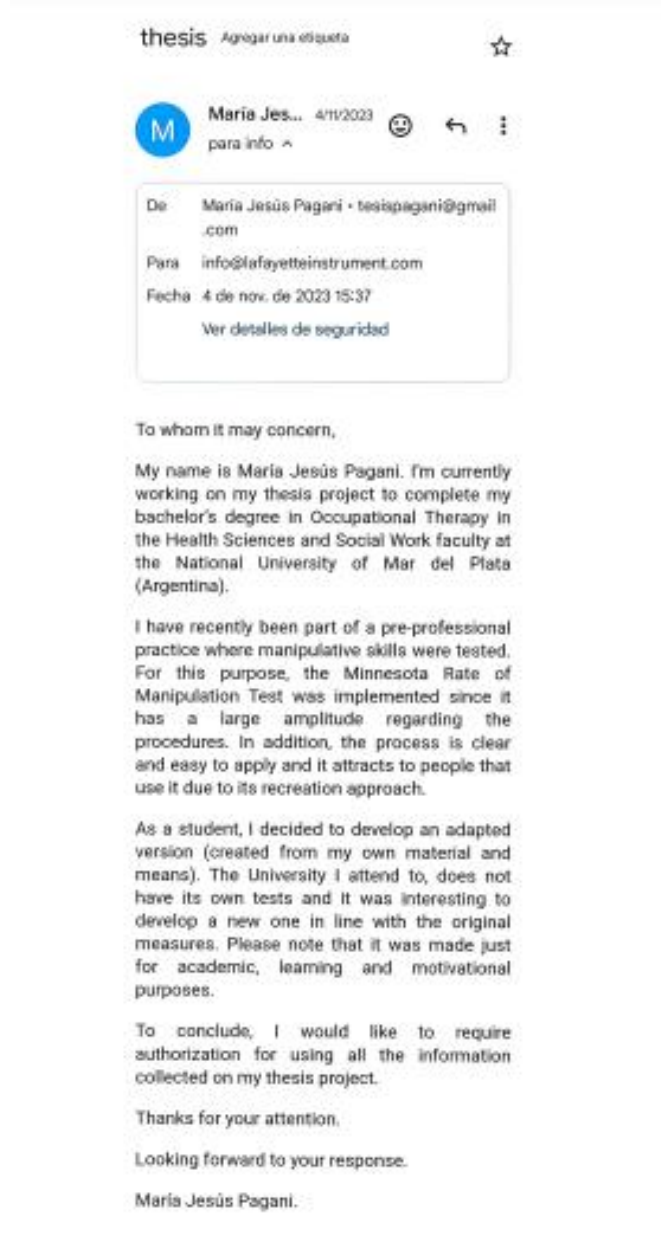 thesis Agregar una etiqueta
M
María Jes... 4/11/2023
para info
De María Jesús Pagani • tesispagani@gmail
.com
Para info@lafayetteinstrument.com
Fecha 4 de nov. de 2023 15:37
Ver detalles de seguridad
To whom it may concern,
My name is María Jesús Pagani. I'm currently
working on my thesis project to complete my
bachelor's degree in Occupational Therapy in
the Health Sciences and Social Work faculty at
the National University of Mar del Plata
(Argentina).
I have recently been part of a pre-professional
practice where manipulative skills were tested.
For this purpose, the Minnesota Rate of
Manipulation Test was implemented since it
has a large amplitude regarding the
procedures. In addition, the process is clear
and easy to apply and it attracts to people that
use it due to its recreation approach.
As a student, I decided to develop an adapted
version (created from my own material and
means). The University I attend to, does not
have its own tests and it was interesting to
develop a new one in line with the original
measures. Please note that it was made just
for academic, learning and motivational
purposes.
To conclude, I would like to require
authorization for using all the information
collected on my thesis project.
Thanks for your attention.
Looking forward to your response.
María Jesús Pagani.